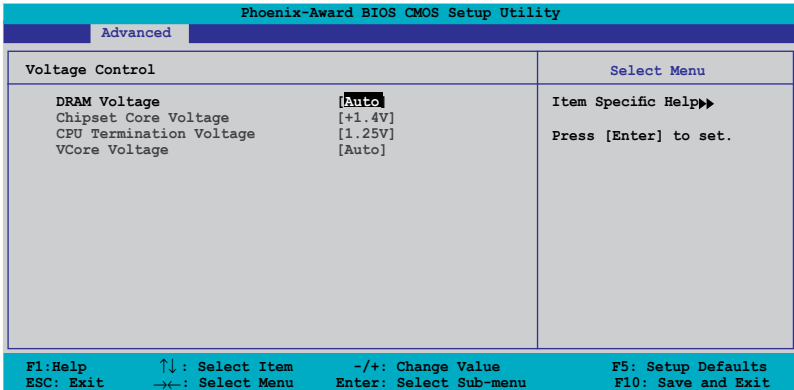 Phoenix-Award BIOS CMOS Setup Utility
Advanced
Voltage Control
Select Menu
DRAM Voltage [Auto]
Chipset Core Voltage [+1.4V]
CPU Termination Voltage [1.25V]
VCore Voltage [Auto]
Item Specific Help▶▶
Press [Enter] to set.
F1:Help ↑↓ : Select Item -/+: Change Value F5: Setup Defaults
ESC: Exit →←: Select Menu Enter: Select Sub-menu F10: Save and Exit